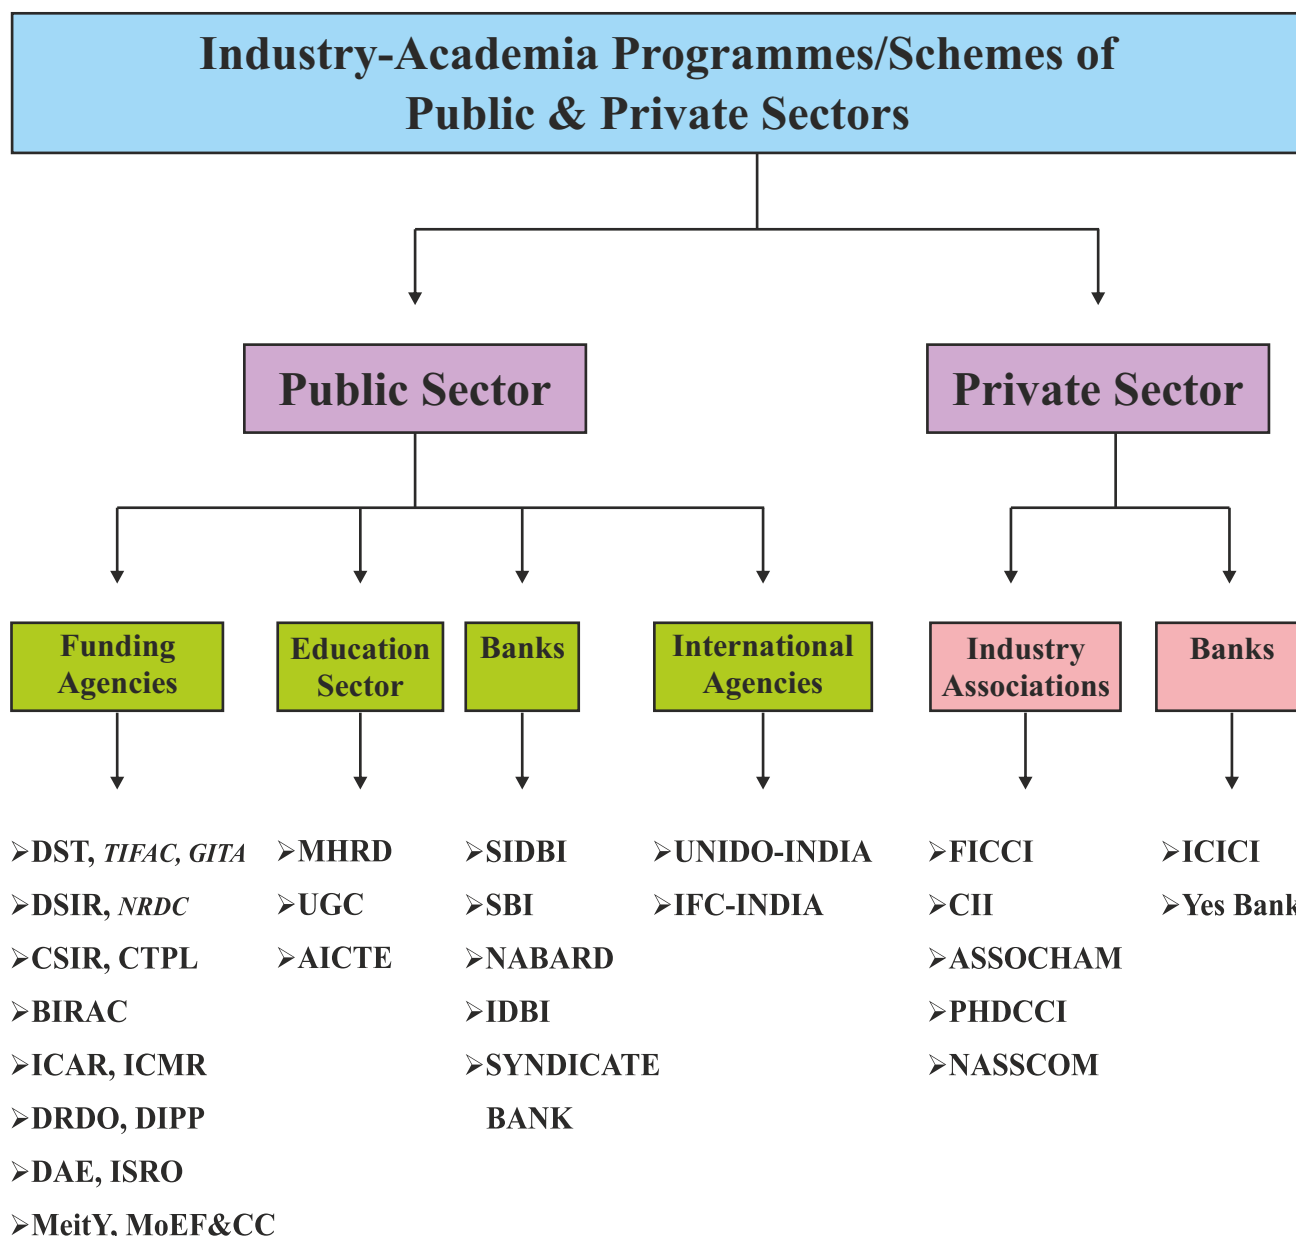 Industry-Academia Programmes/Schemes of
Public & Private Sectors
Public Sector
Private Sector
Funding
Agencies
Education
Sector
Banks
International
Agencies
Industry
Associations
Banks
➢DST, TIFAC, GITA
➢DSIR, NRDC
➢CSIR, CTPL
➢BIRAC
➢ICAR, ICMR
➢DRDO, DIPP
➢DAE, ISRO
➢MeitY, MoEF&CC
➢MHRD
➢UGC
➢AICTE
➢SIDBI
➢SBI
➢NABARD
➢IDBI
➢SYNDICATE
BANK
➢UNIDO-INDIA
➢IFC-INDIA
➢FICCI
➢CII
➢ASSOCHAM
➢PHDCCI
➢NASSCOM
➢ICICI
➢Yes Bank